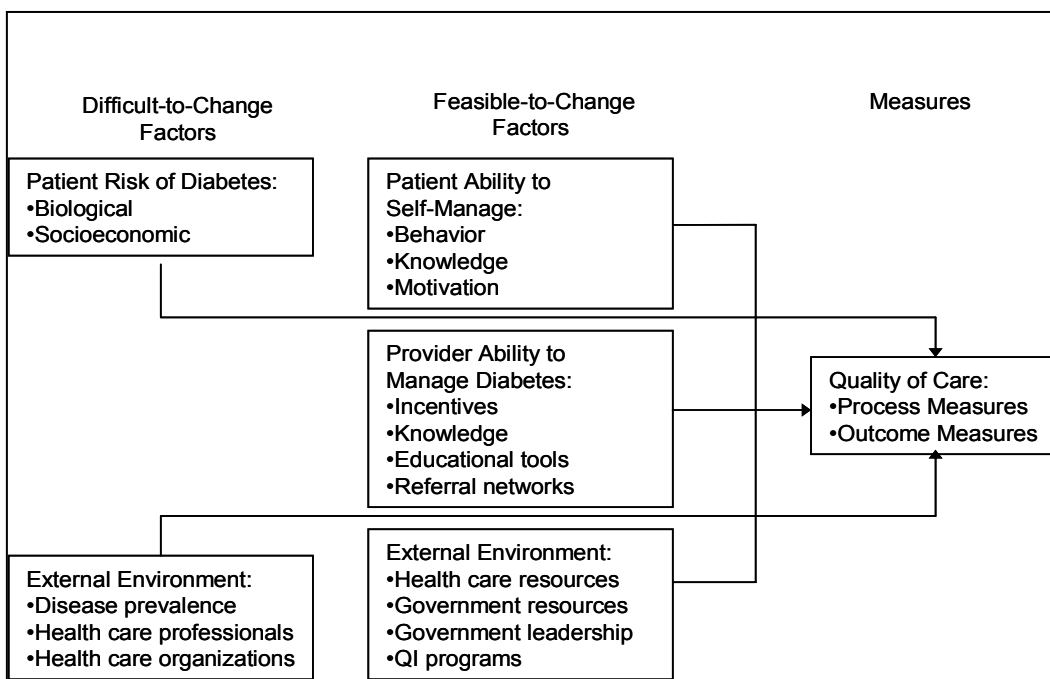 Difficult-to-Change
Factors
Feasible-to-Change
Factors
Measures
Patient Risk of Diabetes:
•Biological
•Socioeconomic
Patient Ability to
Self-Manage:
•Behavior
•Knowledge
•Motivation
Provider Ability to
Manage Diabetes:
•Incentives
•Knowledge
•Educational tools
•Referral networks
Quality of Care:
•Process Measures
•Outcome Measures
External Environment:
•Disease prevalence
•Health care professionals
•Health care organizations
External Environment:
•Health care resources
•Government resources
•Government leadership
•QI programs